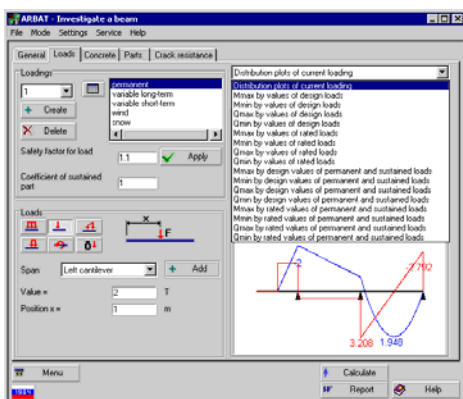 ARBAT - Investigate a beam
File Mode Settings Service Help
General Loads Concrete Parts Crack resistance
Loadings
1
Create
Delete
permanent
variable long-term
variable short-term
wind
snow
Safety factor for load
1.1
Apply
Coefficient of sustained
part
1
Loads
x
F
Span
Left cantilever
Add
Value =
2
T
Position x =
1
m
Distribution plots of current loading
Distribution plots of current loading
Mmax by values of design loads
Mmin by values of design loads
Qmax by values of design loads
Qmin by values of design loads
Mmax by values of rated loads
Mmin by values of rated loads
Qmax by values of rated loads
Qmin by values of rated loads
Mmax by design values of permanent and sustained loads
Mmin by design values of permanent and sustained loads
Qmax by design values of permanent and sustained loads
Qmin by design values of permanent and sustained loads
Mmax by rated values of permanent and sustained loads
Mmin by rated values of permanent and sustained loads
Qmax by rated values of permanent and sustained loads
Qmin by rated values of permanent and sustained loads
-2
-3.792
3.208
1.948
Menu
Calculate
Report
Help